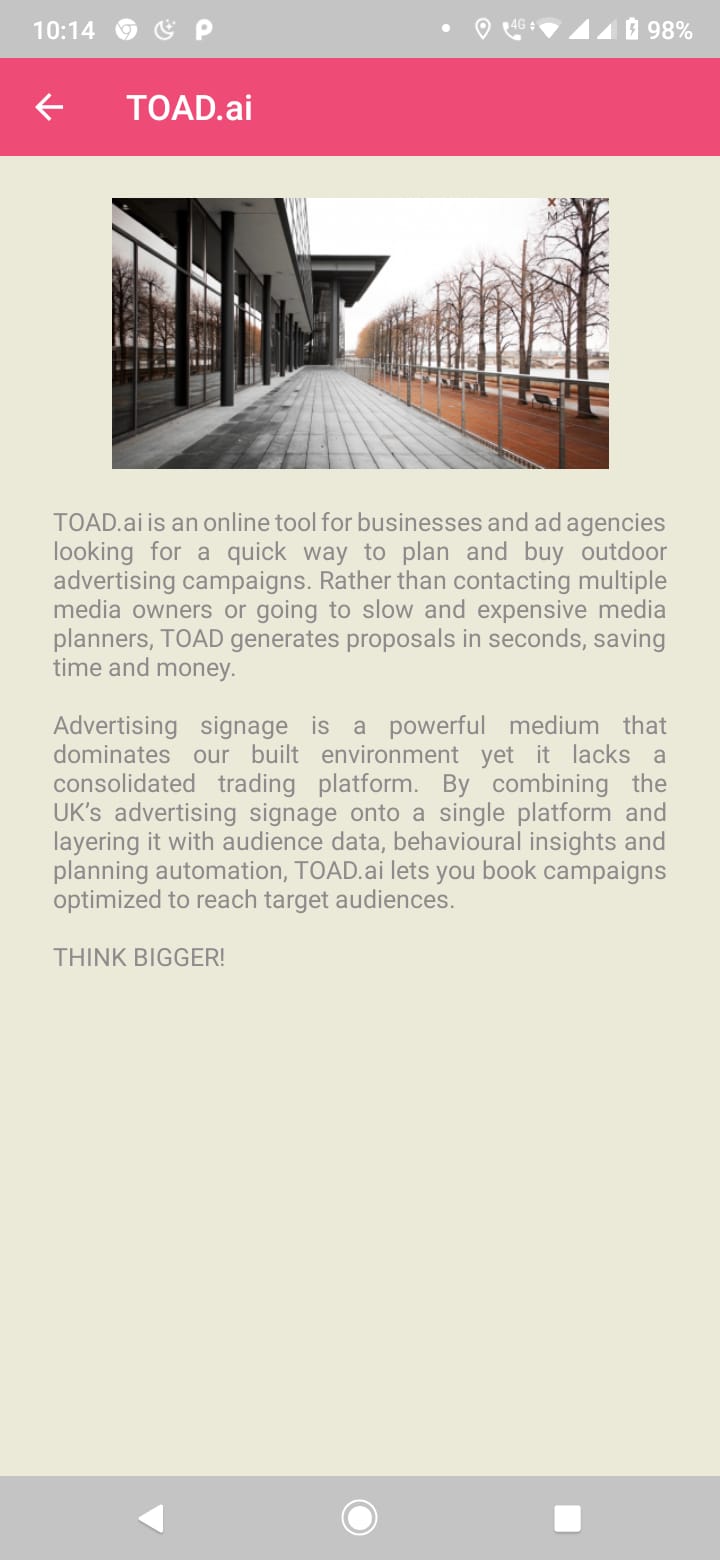 10:14
4G
98%
TOAD.ai
X
TOAD.ai is an online tool for businesses and ad agencies
looking for a quick way to plan and buy outdoor
advertising campaigns. Rather than contacting multiple
media owners or going to slow and expensive media
planners, TOAD generates proposals in seconds, saving
time and money.
Advertising signage is a powerful medium that
dominates our built environment yet it lacks a
consolidated trading platform. By combining the
UK’s advertising signage onto a single platform and
layering it with audience data, behavioural insights and
planning automation, TOAD.ai lets you book campaigns
optimized to reach target audiences.
THINK BIGGER!